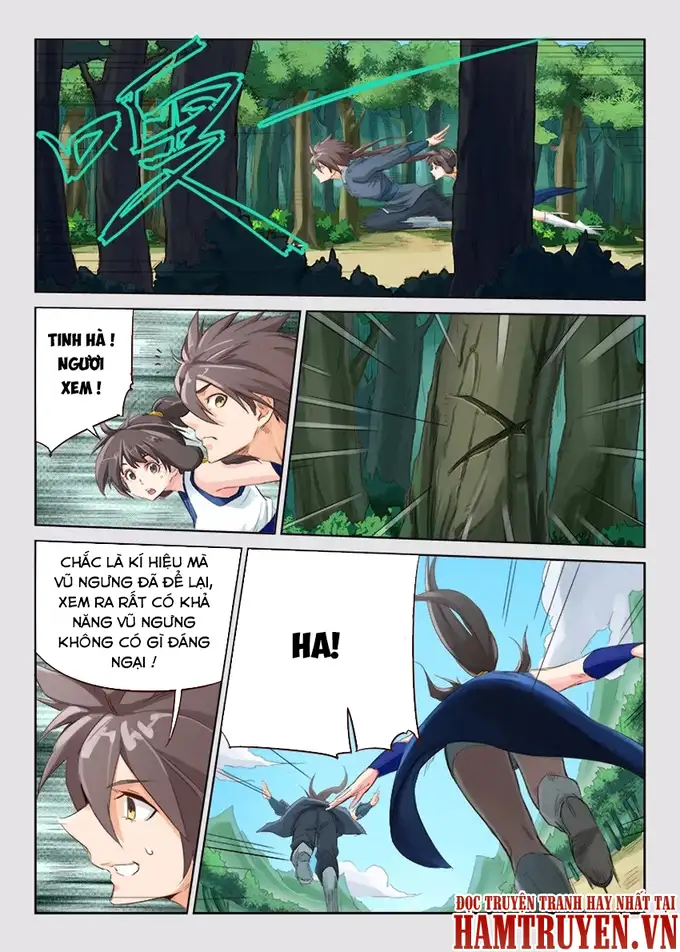 嗖
TINH HÀ !
NGƯƠI
XEM !
CHẮC LÀ KÍ HIỆU MÀ
VŨ NGƯNG ĐÃ ĐỂ LẠI,
XEM RA RẤT CÓ KHẢ
NĂNG VŨ NGƯNG
KHÔNG CÓ GÌ ĐÁNG
NGẠI !
HA!
ĐỌC TRUYỆN TRANH HAY NHẤT TẠI
HAMTRUYEN.VN